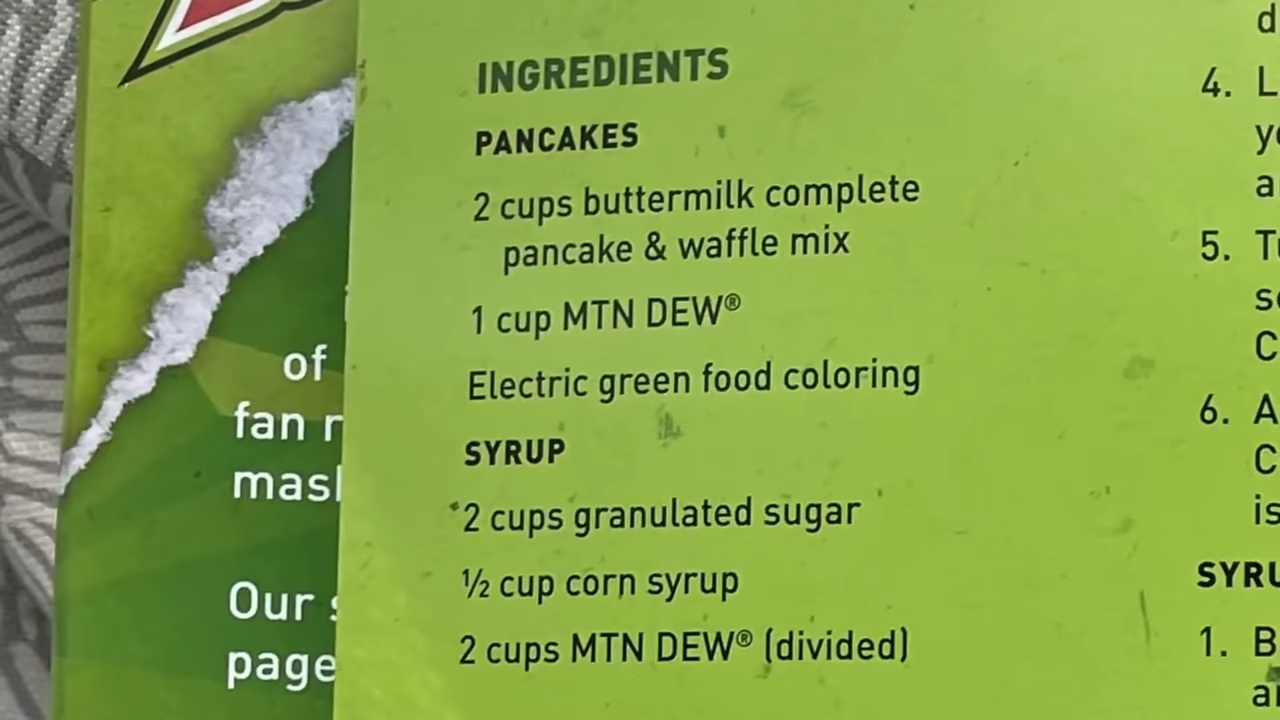 INGREDIENTS
PANCAKES
2 cups buttermilk complete
pancake & waffle mix
1 cup MTN DEW®
Electric green food coloring
SYRUP
2 cups granulated sugar
½ cup corn syrup
2 cups MTN DEW® (divided)
of
fan
Our
page
4.
5.
6.
is
1.